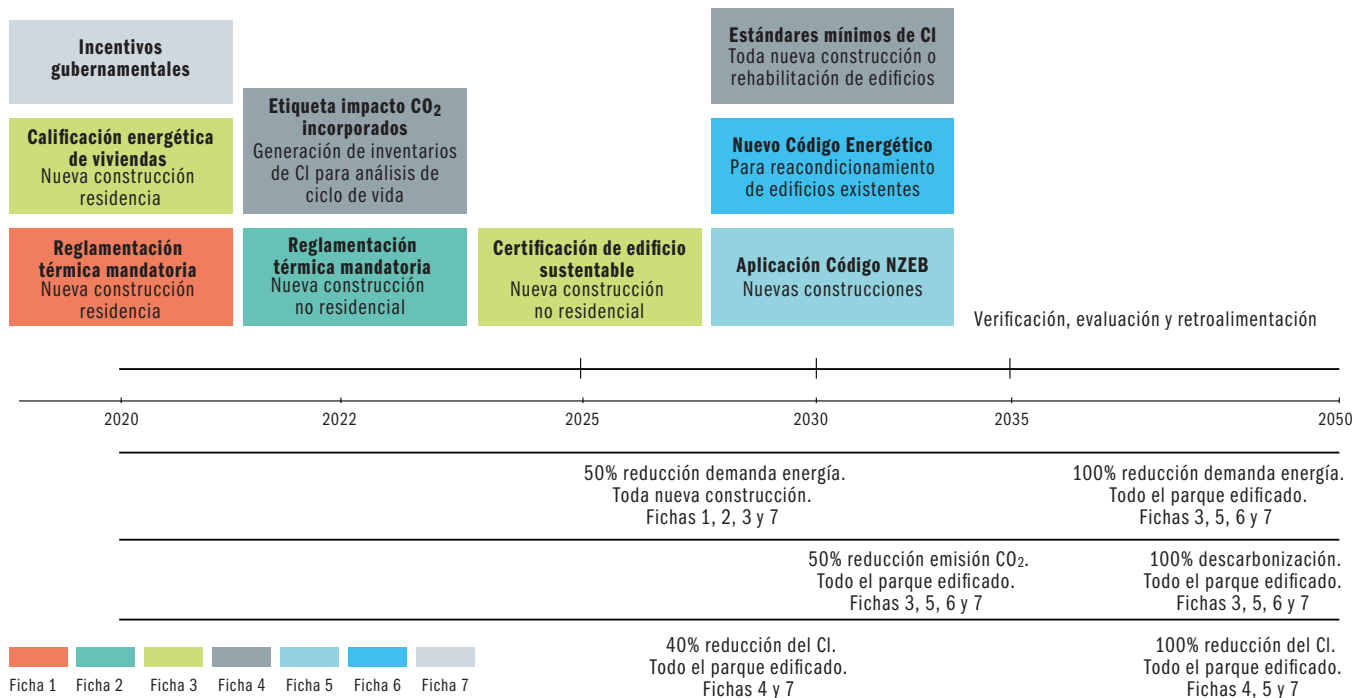 Incentivos
gubernamentales
Calificación energética
de viviendas
Nueva construcción
residencia
Reglamentación
térmica mandatoria
Nueva construcción
residencia
Etiqueta impacto CO₂
incorporados
Generación de inventarios
de CI para análisis de
ciclo de vida
Reglamentación
térmica mandatoria
Nueva construcción
no residencial
Certificación de edificio
sustentable
Nueva construcción
no residencial
Estándares mínimos de CI
Toda nueva construcción o
rehabilitación de edificios
Nuevo Código Energético
Para reacondicionamiento
de edificios existentes
Aplicación Código NZEB
Nuevas construcciones
Verificación, evaluación y retroalimentación
2020 2022 2025 2030 2035 2050
50% reducción demanda energía.
Toda nueva construcción.
Fichas 1, 2, 3 y 7
100% reducción demanda energía.
Todo el parque edificado.
Fichas 3, 5, 6 y 7
50% reducción emisión CO₂.
Todo el parque edificado.
Fichas 3, 5, 6 y 7
100% descarbonización.
Todo el parque edificado.
Fichas 3, 5, 6 y 7
40% reducción del CI.
Todo el parque edificado.
Fichas 4 y 7
100% reducción del CI.
Todo el parque edificado.
Fichas 4, 5 y 7
Ficha 1 Ficha 2 Ficha 3 Ficha 4 Ficha 5 Ficha 6 Ficha 7